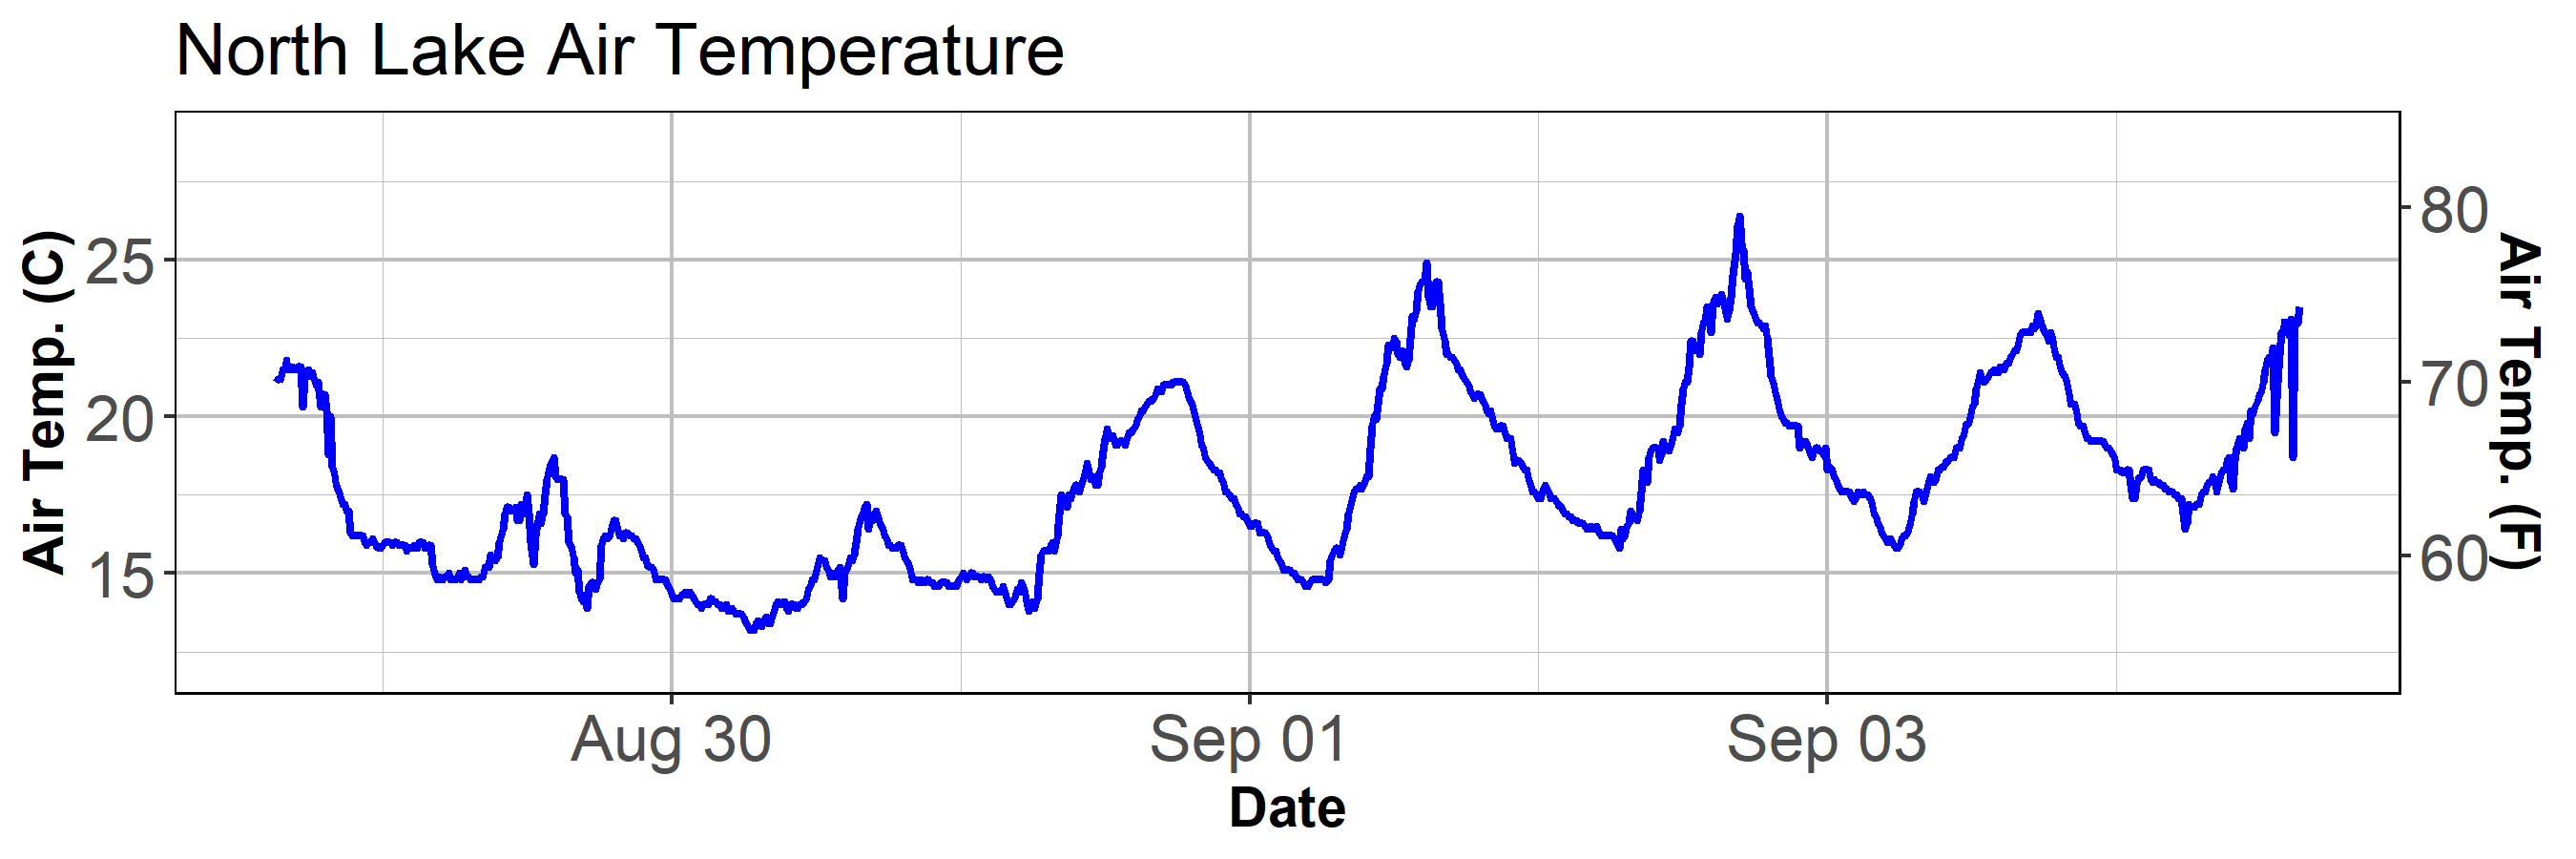 North Lake Air Temperature
Air Temp. (C)
25
20
15
80
70
60
Air Temp. (F)
Aug 30
Sep 01
Sep 03
Date